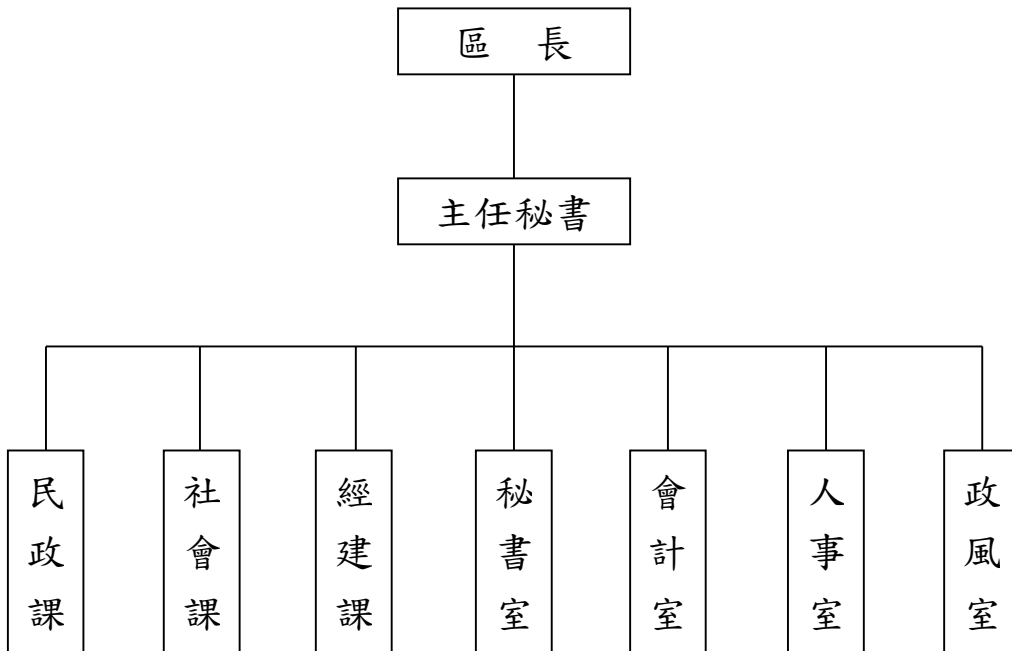 區 長
主任秘書
民政課
社會課
經建課
秘書室
會計室
人事室
政風室